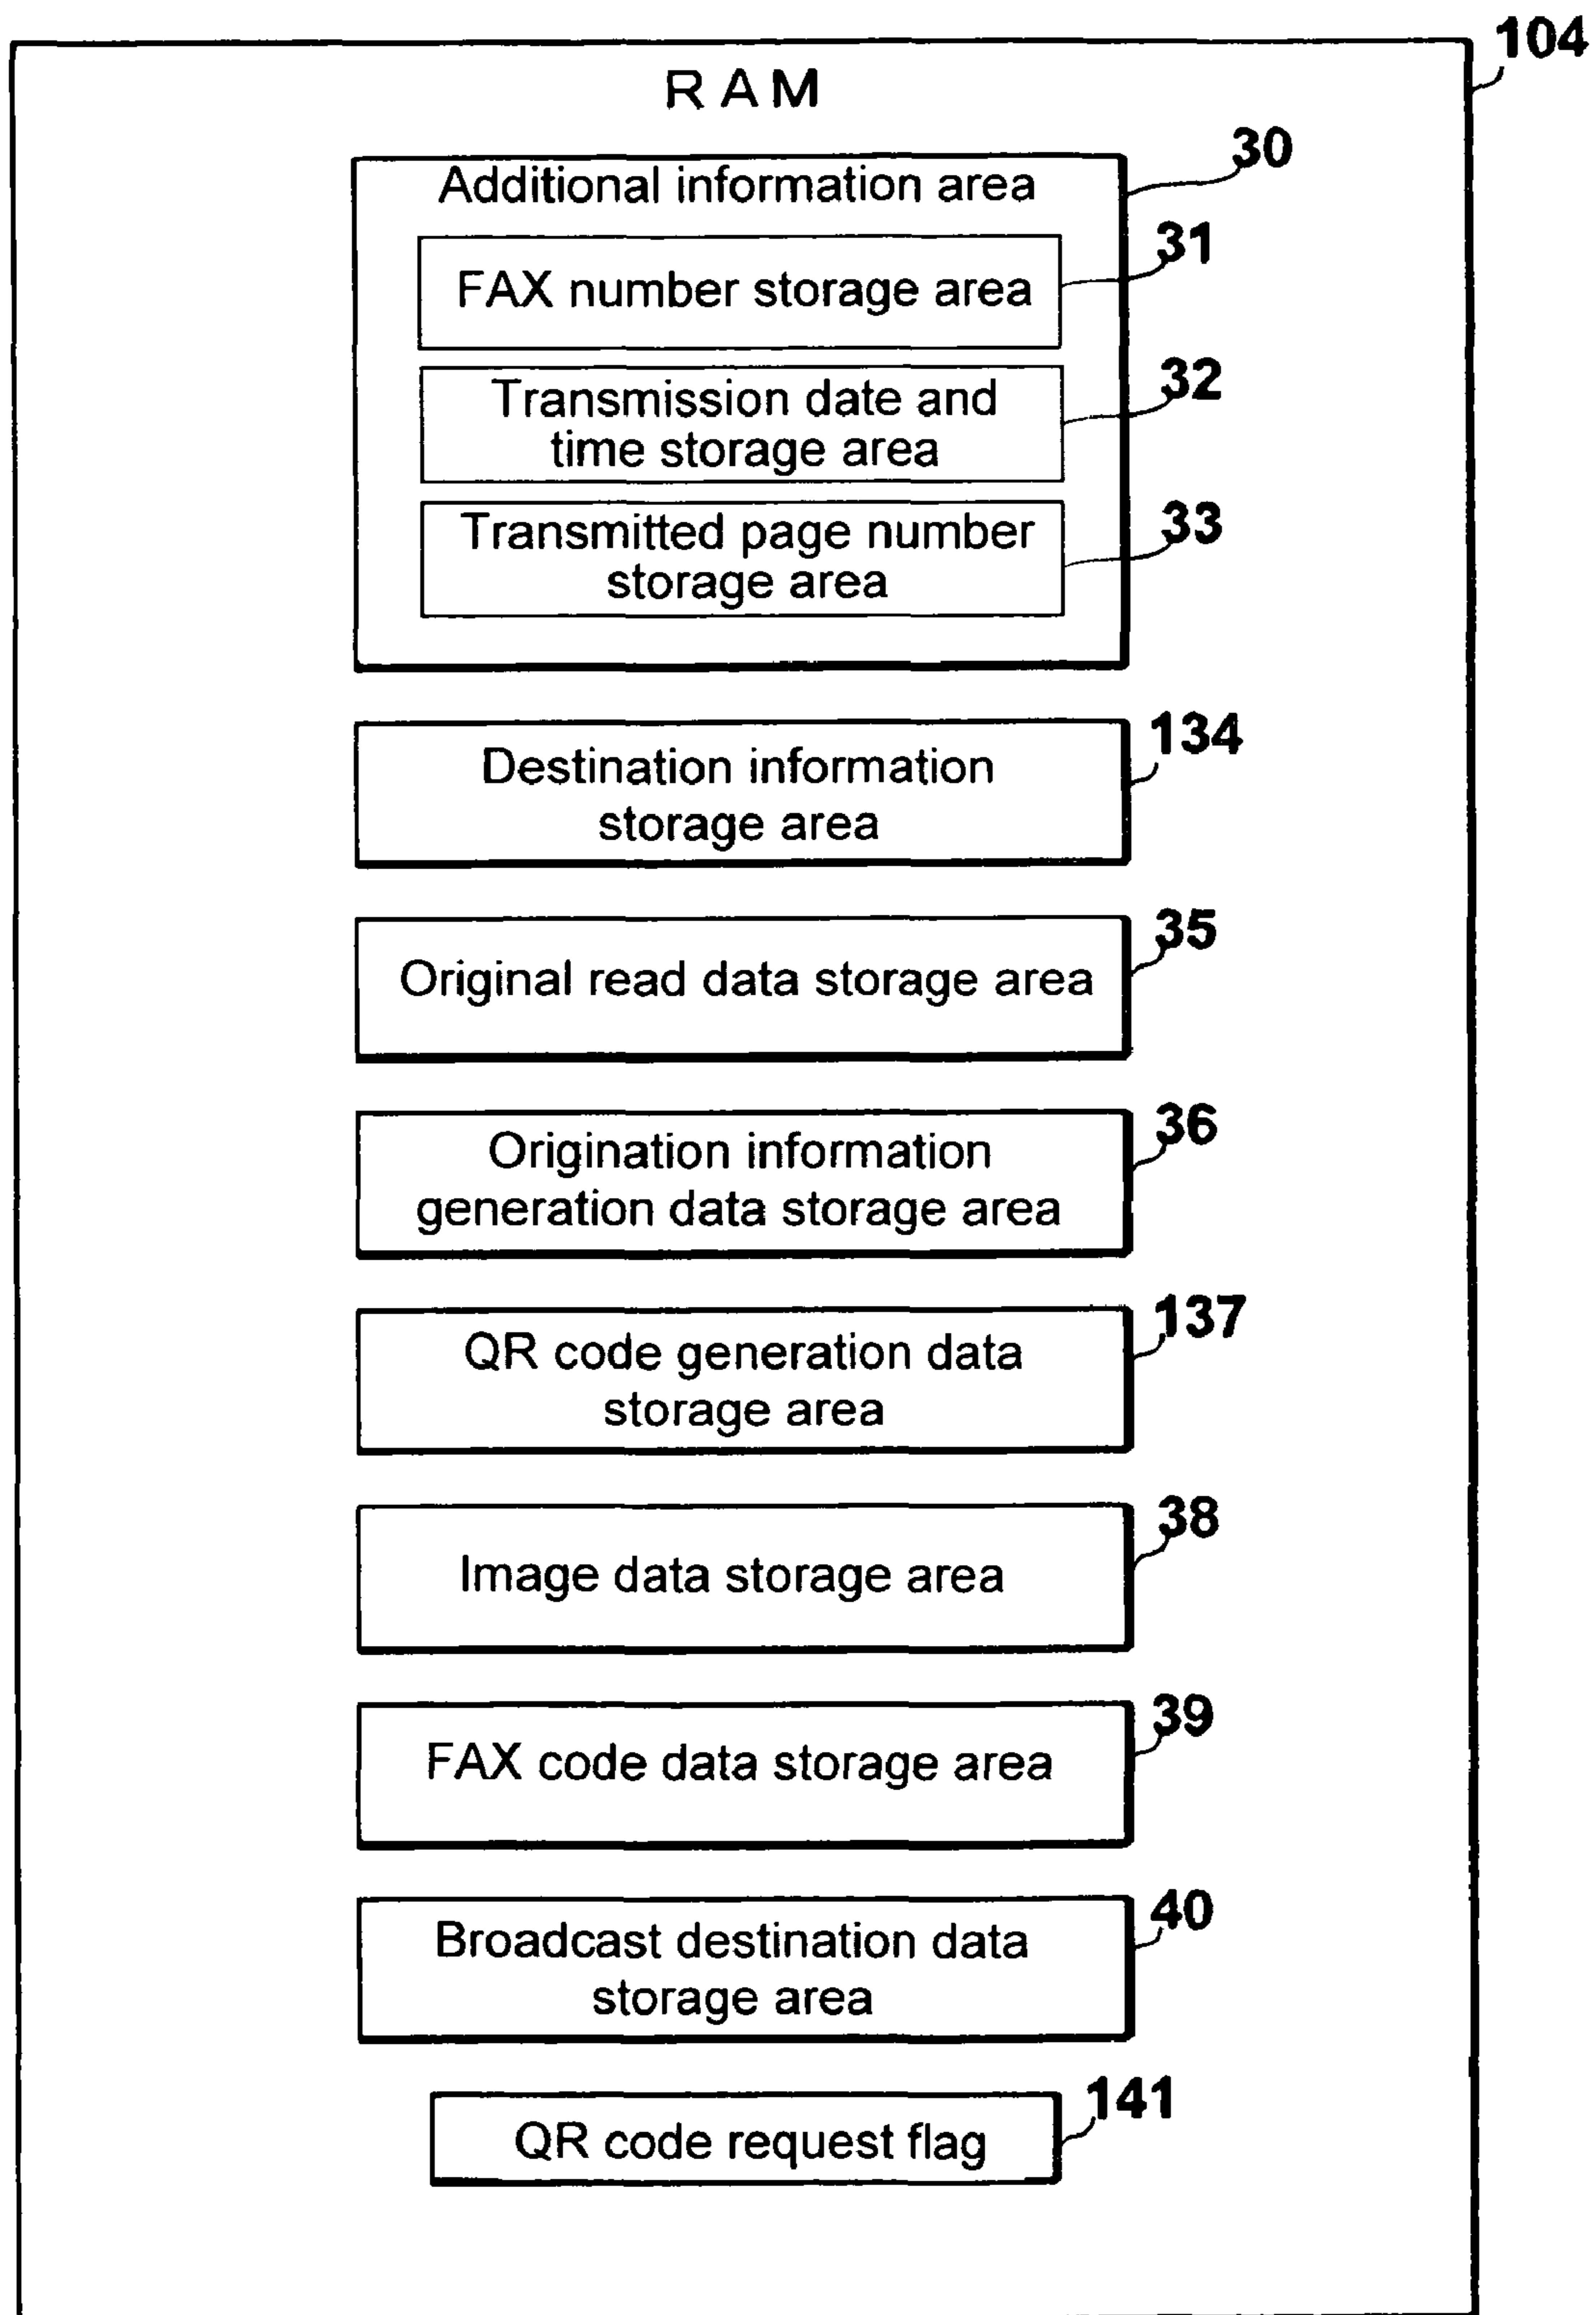 104
RAM
30
Additional information area
31
FAX number storage area
32
Transmission date and
time storage area
33
Transmitted page number
storage area
134
Destination information
storage area
35
Original read data storage area
36
Origination information
generation data storage area
137
QR code generation data
storage area
38
Image data storage area
39
FAX code data storage area
40
Broadcast destination data
storage area
141
QR code request flag